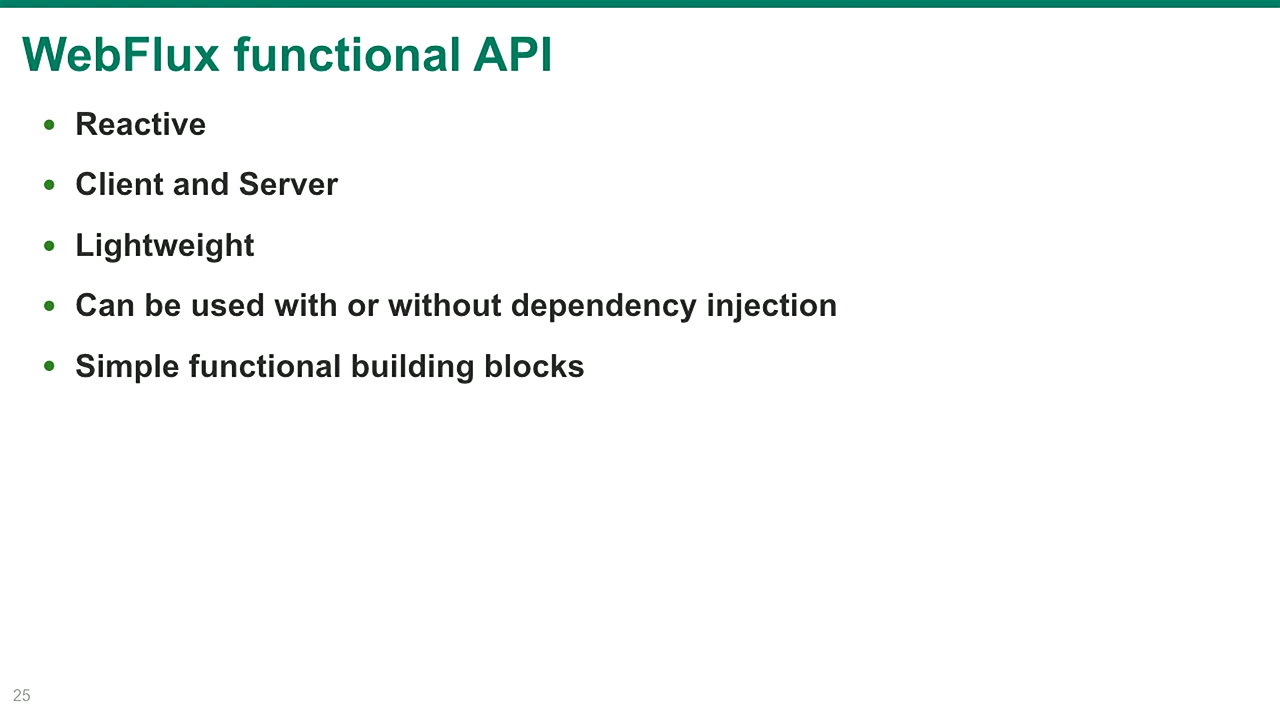 WebFlux functional API
• Reactive
• Client and Server
• Lightweight
• Can be used with or without dependency injection
• Simple functional building blocks
25